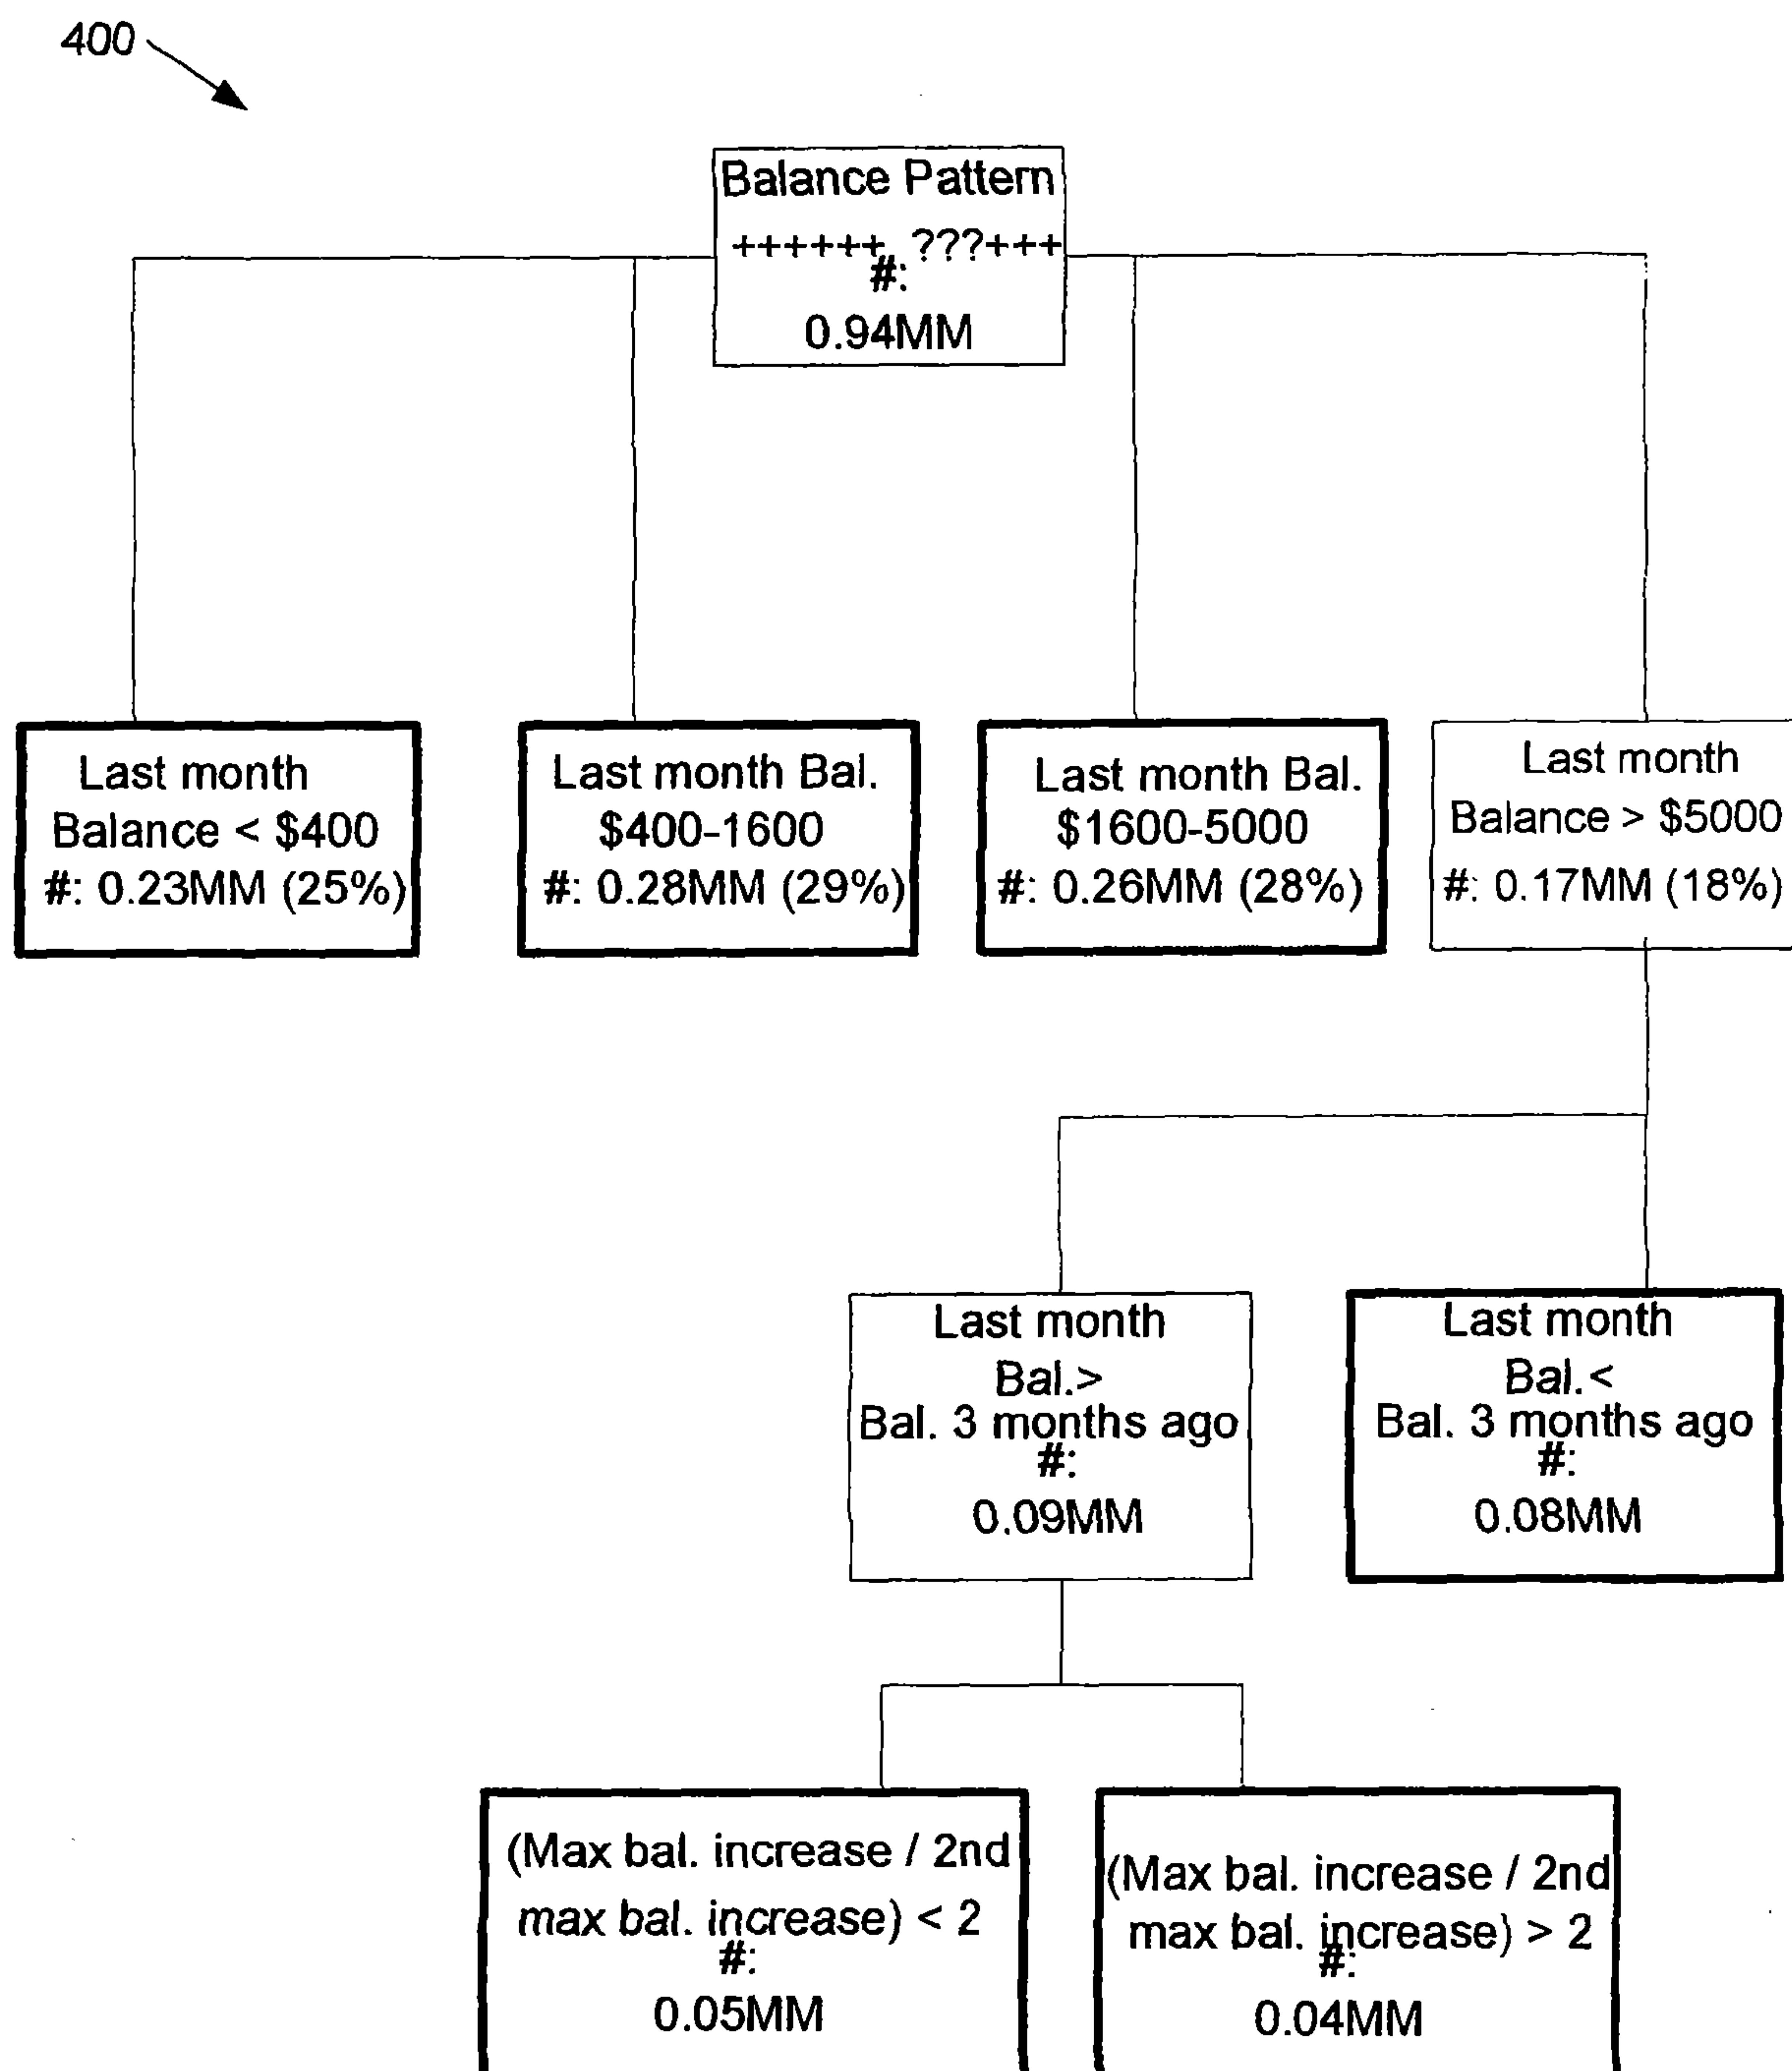 400
Balance Pattern
++++++ ???+++
#:
0.94MM
Last month
Balance < $400
#: 0.23MM (25%)
Last month Bal.
$400-1600
#: 0.28MM (29%)
Last month Bal.
$1600-5000
#: 0.26MM (28%)
Last month
Balance > $5000
#: 0.17MM (18%)
Last month
Bal.>
Bal. 3 months ago
#:
0.09MM
Last month
Bal.<
Bal. 3 months ago
#:
0.08MM
(Max bal. increase / 2nd
max bal. increase) < 2
#:
0.05MM
(Max bal. increase / 2nd
max bal. increase) > 2
#:
0.04MM